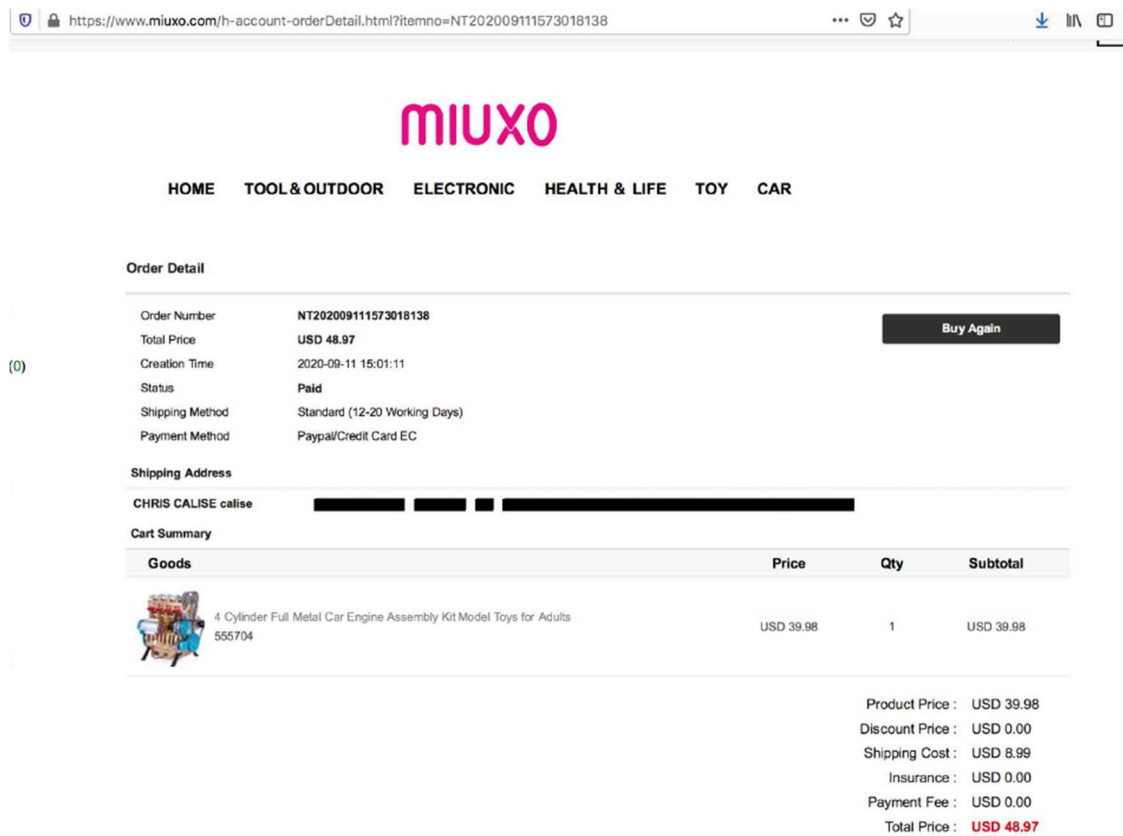 https://www.miuxo.com/h-account-orderDetail.html?itemno=NT202009111573018138
MIUXO
HOME TOOL&OUTDOOR ELECTRONIC HEALTH & LIFE TOY CAR
Order Detail
Order Number NT202009111573018138
Buy Again
Total Price USD 48.97
(0)
Creation Time 2020-09-11 15:01:11
Status Paid
Shipping Method Standard (12-20 Working Days)
Payment Method Paypal/Credit Card EC
Shipping Address
CHRIS CALISE calise
Cart Summary
Goods Price Qty Subtotal
4 Cylinder Full Metal Car Engine Assembly Kit Model Toys for Adults
555704
USD 39.98 1 USD 39.98
Product Price : USD 39.98
Discount Price : USD 0.00
Shipping Cost : USD 8.99
Insurance : USD 0.00
Payment Fee : USD 0.00
Total Price : USD 48.97